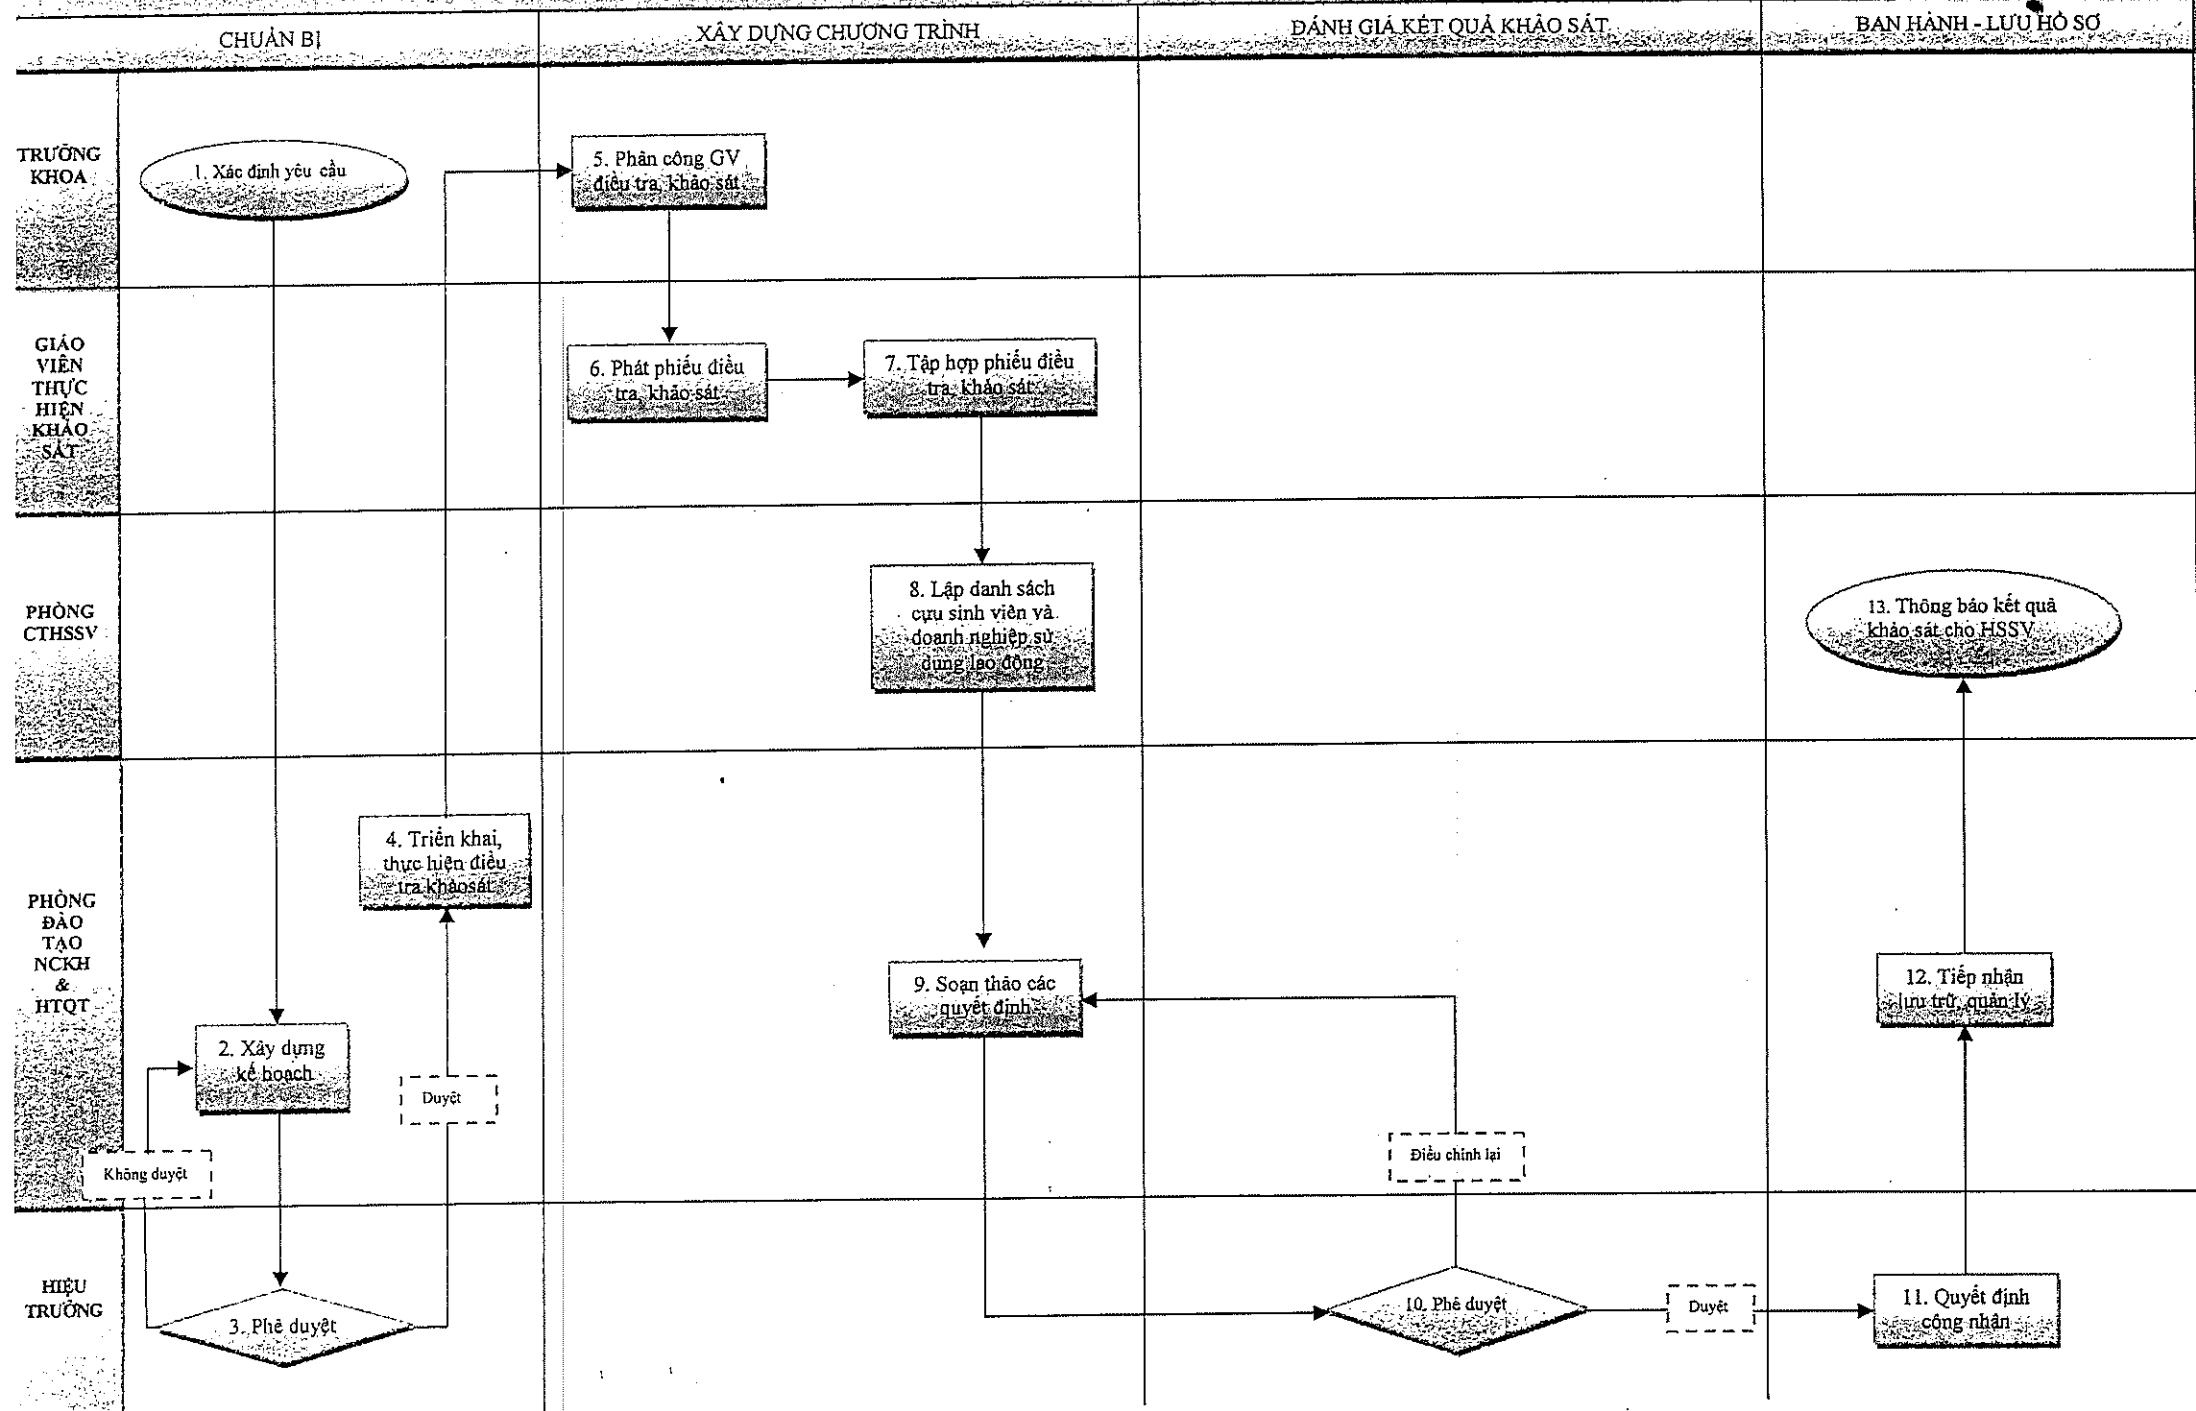 CHUẨN BỊ
XÂY DỰNG CHƯƠNG TRÌNH
ĐÁNH GIÁ KẾT QUẢ KHẢO SÁT
BAN HÀNH - LƯU HỒ SƠ
TRƯỞNG
KHOA
1. Xác định yêu cầu
5. Phân công GV
điều tra, khảo sát
GIÁO
VIÊN
THỰC
HIỆN
KHẢO
SÁT
6. Phát phiếu điều
tra, khảo sát
7. Tập hợp phiếu điều
tra, khảo sát
PHÒNG
CTHSSV
8. Lập danh sách
cựu sinh viên và
doanh nghiệp sử
dụng lao động
13. Thông báo kết quả
khảo sát cho HSSV
PHÒNG
ĐÀO
TẠO
NCKH
&
HTQT
4. Triển khai,
thực hiện điều
tra khảosát
9. Soạn thảo các
quyết định
12. Tiếp nhận
lưu trữ, quản lý
2. Xây dựng
kế hoạch
Duyệt
Không duyệt
Điều chỉnh lại
HIỆU
TRƯỞNG
3. Phê duyệt
10. Phê duyệt
Duyệt
11. Quyết định
công nhận